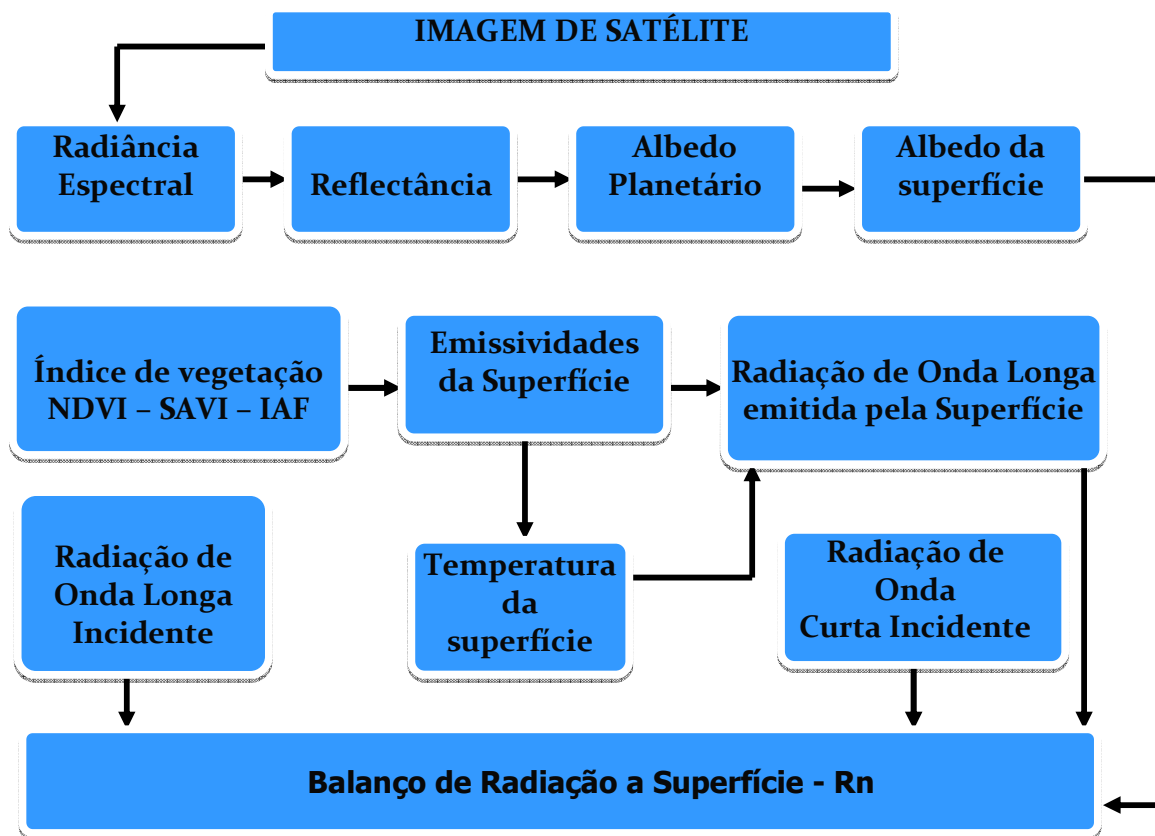 IMAGEM DE SATÉLITE
Radiância
Espectral
Reflectância
Albedo
Planetário
Albedo da
superfície
Índice de vegetação
NDVI – SAVI – IAF
Emissividades
da Superfície
Radiação de Onda Longa
emitida pela Superfície
Radiação de
Onda Longa
Incidente
Temperatura
da
superfície
Radiação de
Onda
Curta Incidente
Balanço de Radiação a Superfície - Rn